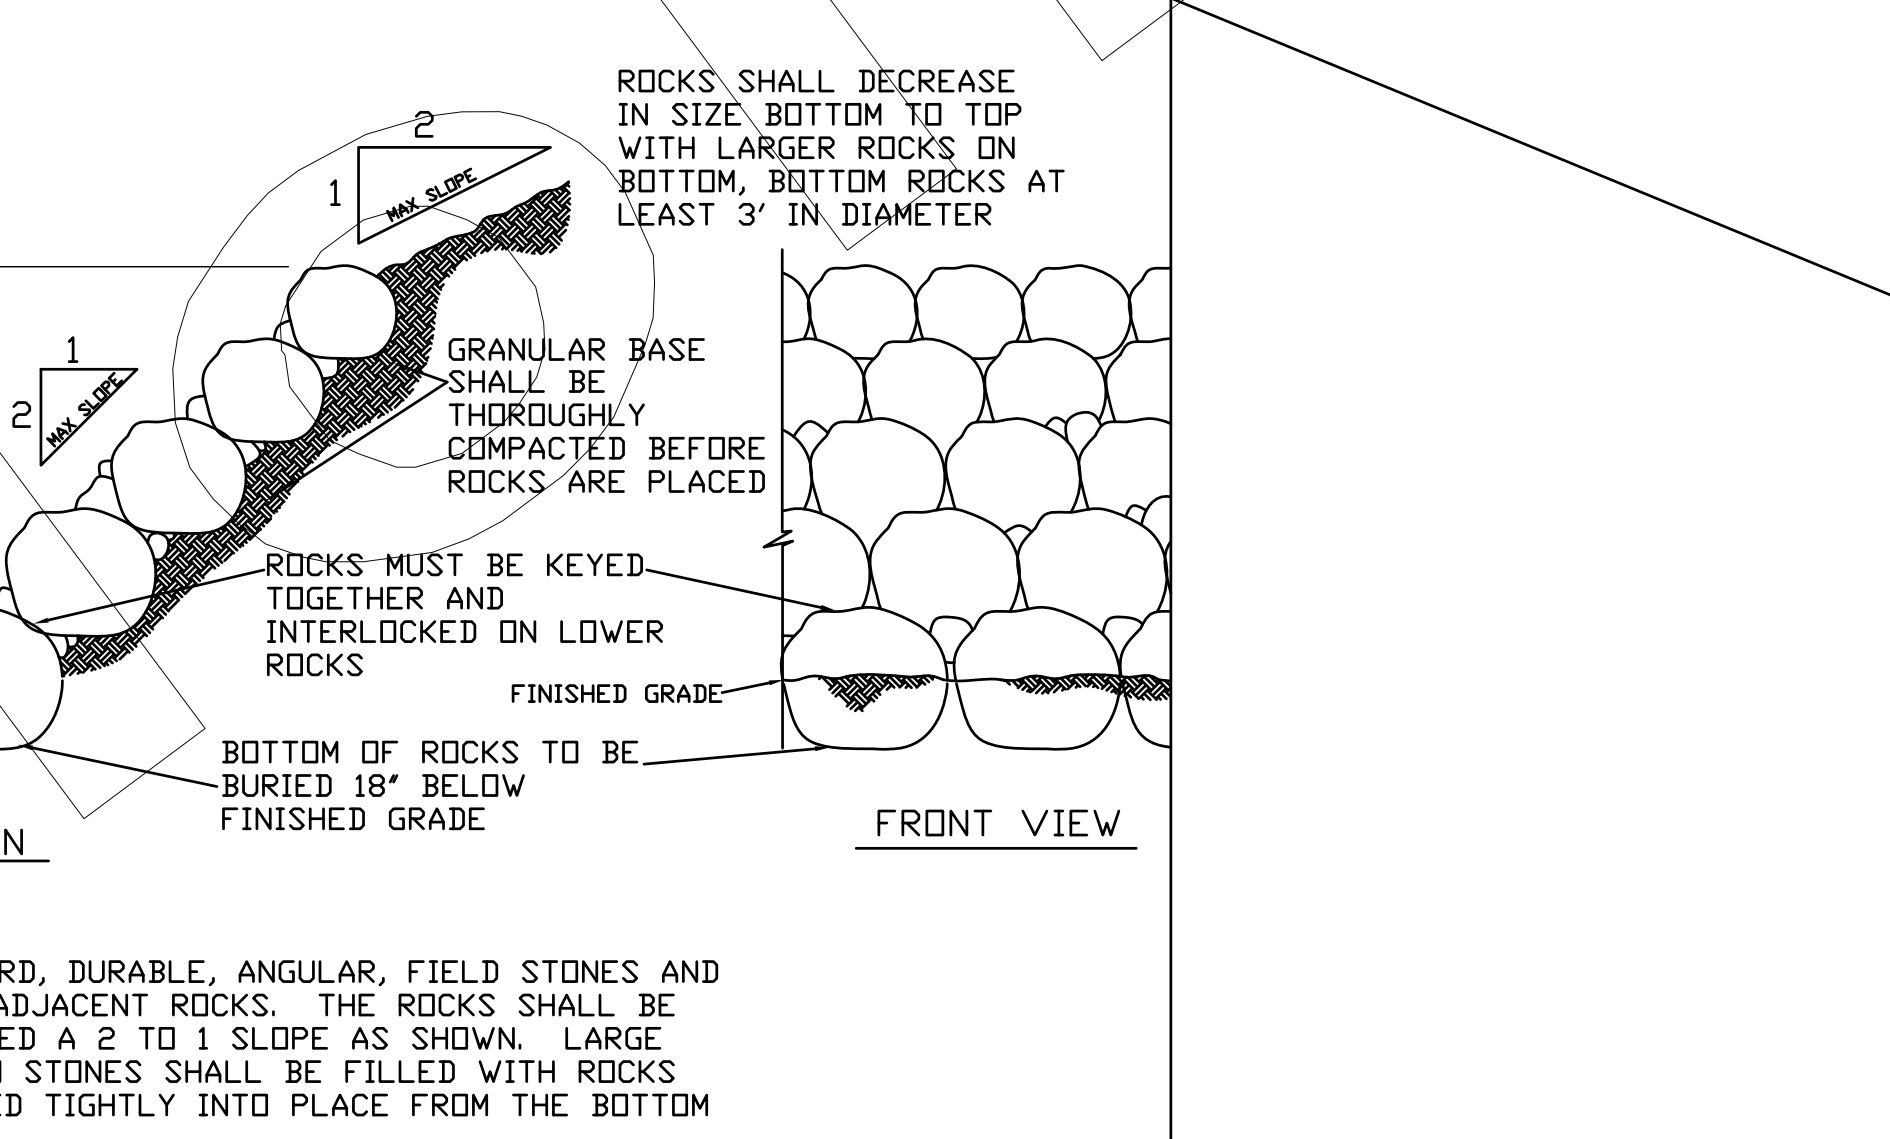 ROCKS SHALL DECREASE
IN SIZE BOTTOM TO TOP
WITH LARGER ROCKS ON
BOTTOM, BOTTOM ROCKS AT
LEAST 3' IN DIAMETER
2
1
MAX SLOPE
1
2
MAX SLOPE
GRANULAR BASE
SHALL BE
THOROUGHLY
COMPACTED BEFORE
ROCKS ARE PLACED
ROCKS MUST BE KEYED
TOGETHER AND
INTERLOCKED ON LOWER
ROCKS
FINISHED GRADE
BOTTOM OF ROCKS TO BE
BURIED 18" BELOW
FINISHED GRADE
N
FRONT VIEW
RD, DURABLE, ANGULAR, FIELD STONES AND
ADJACENT ROCKS. THE ROCKS SHALL BE
ED A 2 TO 1 SLOPE AS SHOWN. LARGE
STONES SHALL BE FILLED WITH ROCKS
ED TIGHTLY INTO PLACE FROM THE BOTTOM